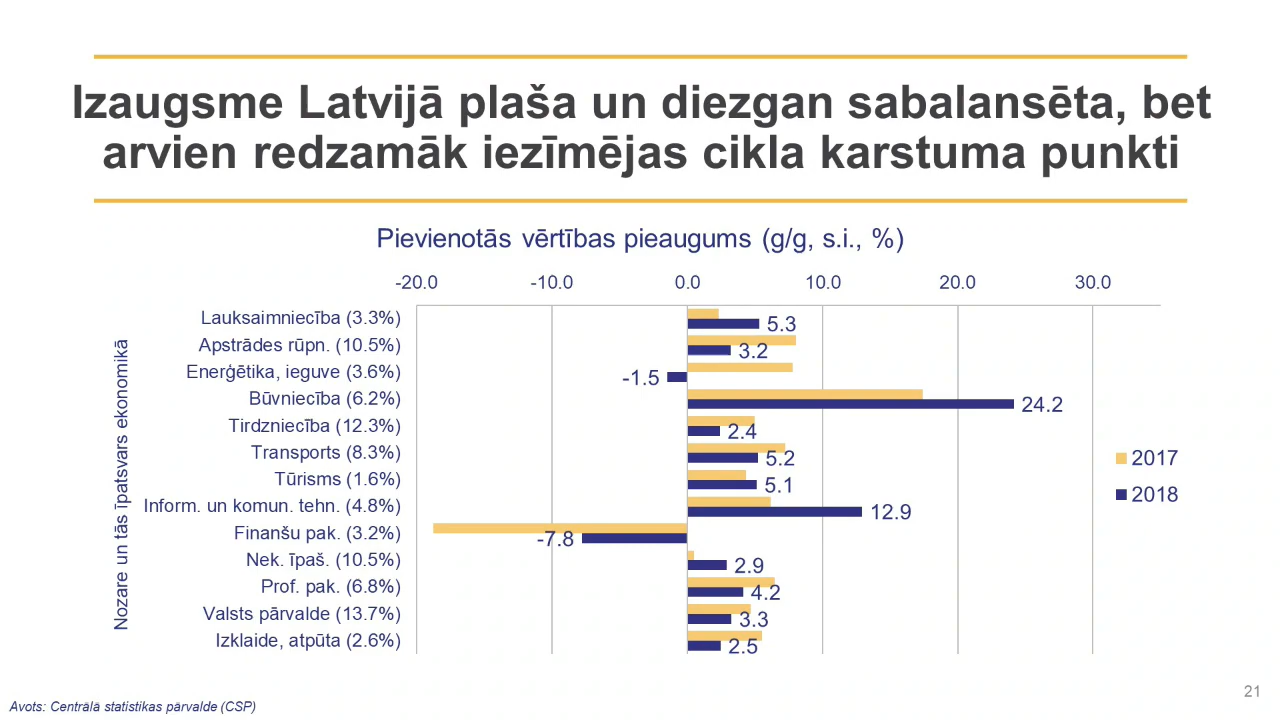 Izaugsme Latvijā plaša un diezgan sabalansēta, bet
arvien redzamāk iezīmējas cikla karstuma punkti
Pievienotās vērtības pieaugums (g/g, s.i., %)
-20.0 -10.0 0.0 10.0 20.0 30.0
Nozare un tās īpatsvars ekonomikā
Lauksaimniecība (3.3%) 5.3
Apstrādes rūpn. (10.5%) 3.2
Enerģētika, ieguve (3.6%) -1.5
Būvniecība (6.2%) 24.2
Tirdzniecība (12.3%) 2.4
Transports (8.3%) 5.2
Tūrisms (1.6%) 5.1
Inform. un komun. tehn. (4.8%) 12.9
Finanšu pak. (3.2%) -7.8
Nek. īpaš. (10.5%) 2.9
Prof. pak. (6.8%) 4.2
Valsts pārvalde (13.7%) 3.3
Izklaide, atpūta (2.6%) 2.5
2017
2018
21
Avots: Centrālā statistikas pārvalde (CSP)